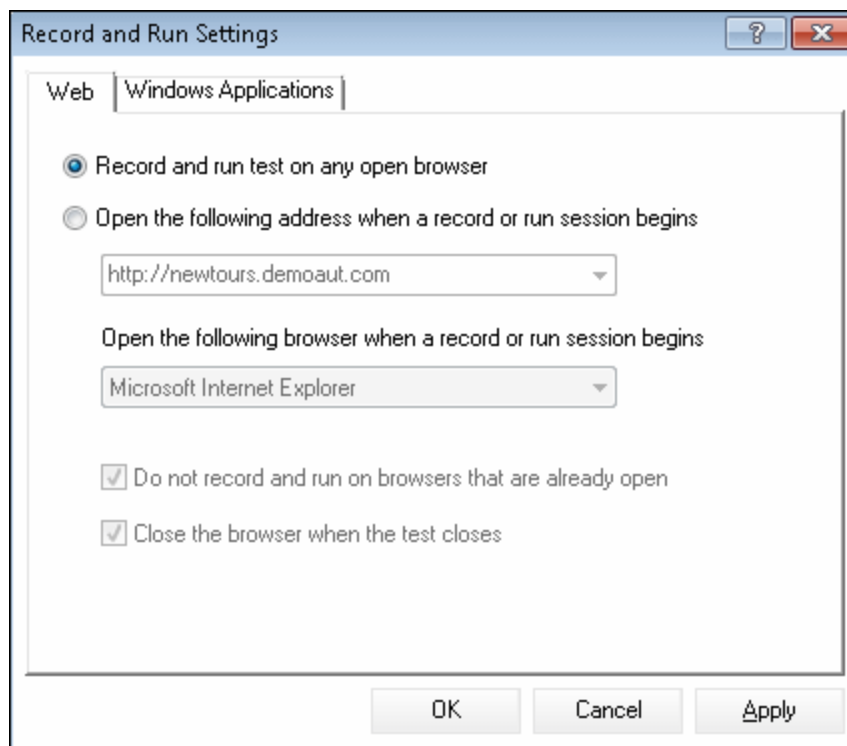 Record and Run Settings
Web Windows Applications
Record and run test on any open browser
Open the following address when a record or run session begins
http://newtours.demoaut.com
Open the following browser when a record or run session begins
Microsoft Internet Explorer
Do not record and run on browsers that are already open
Close the browser when the test closes
OK Cancel Apply